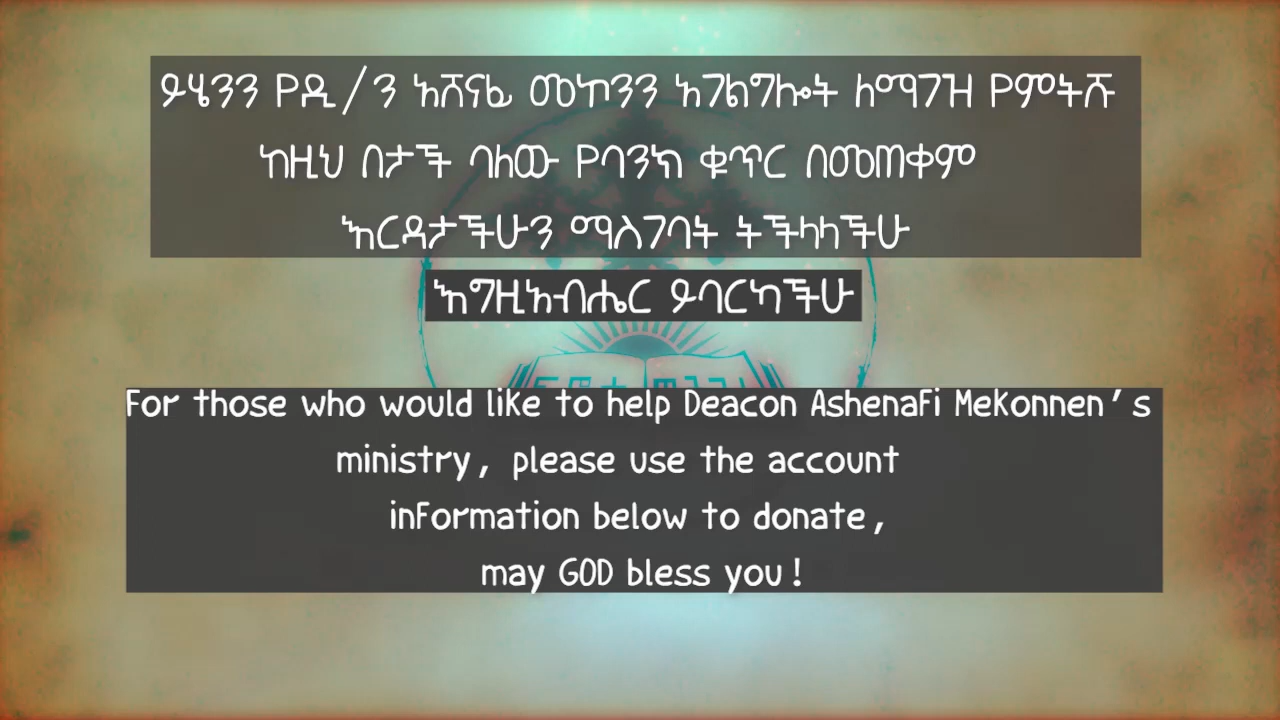 ይሄንን የዲ/ን አሸናፊ መኮንን አገልግሎት ለማገዝ የምትሹ
ከዚህ በታች ባለው የባንክ ቁጥር በመጠቀም
እርዳታችሁን ማስገባት ትችላላችሁ
እግዚአብሔር ይባርካችሁ
For those who would like to help Deacon Ashenafi Mekonnen's
ministry, please use the account
information below to donate,
may GOD bless you!